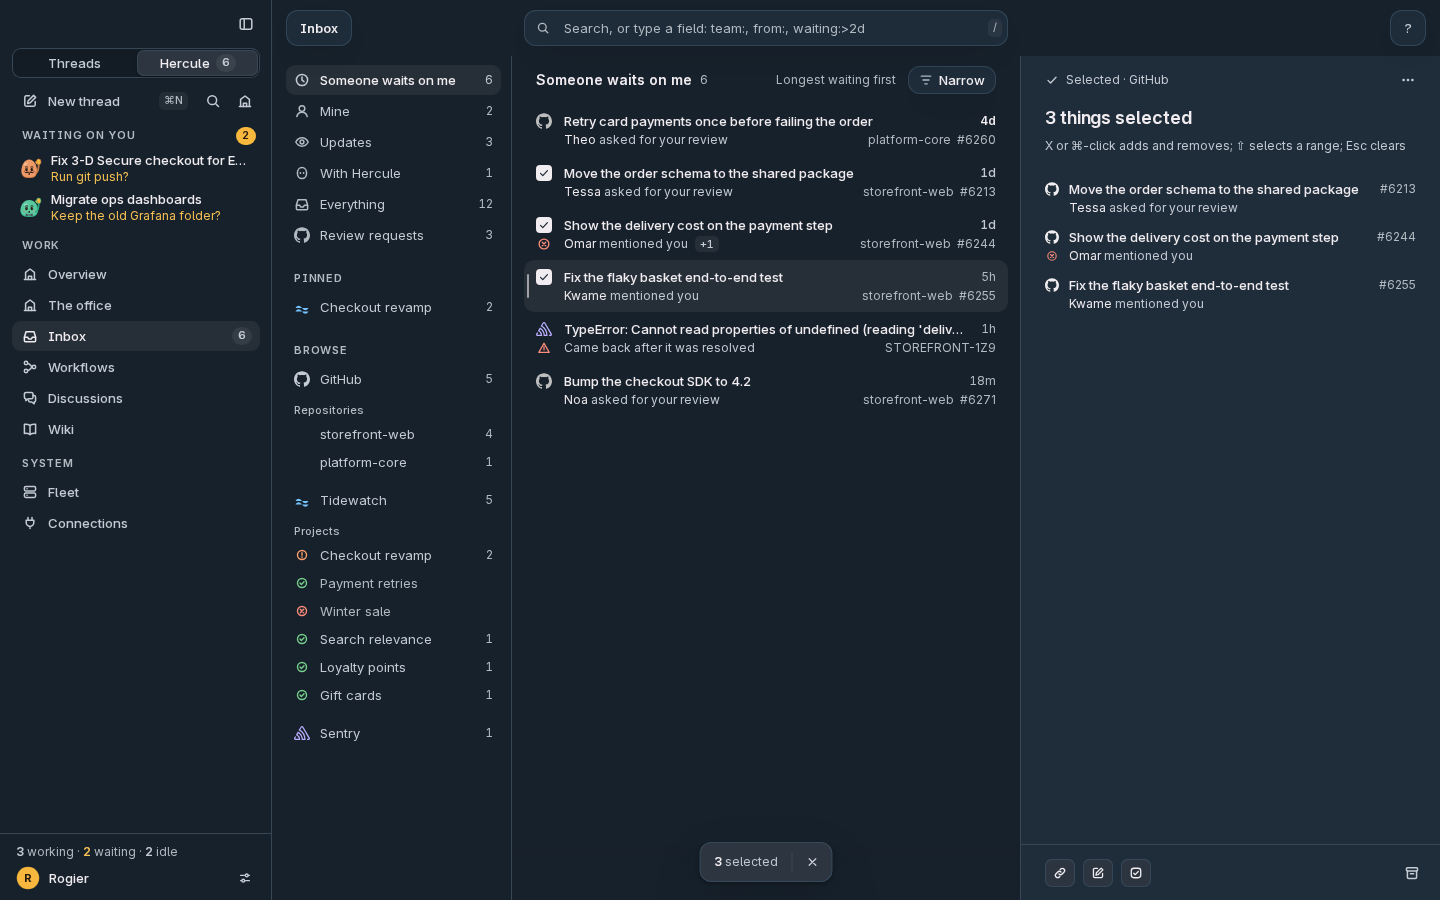 Threads
Hercule 6
New thread ⌘N
WAITING ON YOU 2
Fix 3-D Secure checkout for E…
Run git push?
Migrate ops dashboards
Keep the old Grafana folder?
WORK
Overview
The office
Inbox 6
Workflows
Discussions
Wiki
SYSTEM
Fleet
Connections
3 working · 2 waiting · 2 idle
R Rogier
Inbox
Someone waits on me 6
Mine 2
Updates 3
With Hercule 1
Everything 12
Review requests 3
PINNED
Checkout revamp 2
BROWSE
GitHub 5
Repositories
storefront-web 4
platform-core 1
Tidewatch 5
Projects
Checkout revamp 2
Payment retries
Winter sale
Search relevance 1
Loyalty points 1
Gift cards 1
Sentry 1
Search, or type a field: team:, from:, waiting:>2d /
?
Someone waits on me 6 Longest waiting first Narrow
Retry card payments once before failing the order 4d
Theo asked for your review platform-core #6260
Move the order schema to the shared package 1d
Tessa asked for your review storefront-web #6213
Show the delivery cost on the payment step 1d
Omar mentioned you +1 storefront-web #6244
Fix the flaky basket end-to-end test 5h
Kwame mentioned you storefront-web #6255
TypeError: Cannot read properties of undefined (reading 'deliv… 1h
Came back after it was resolved STOREFRONT-1Z9
Bump the checkout SDK to 4.2 18m
Noa asked for your review storefront-web #6271
3 selected
Selected · GitHub
3 things selected
X or ⌘-click adds and removes; ⇧ selects a range; Esc clears
Move the order schema to the shared package #6213
Tessa asked for your review
Show the delivery cost on the payment step #6244
Omar mentioned you
Fix the flaky basket end-to-end test #6255
Kwame mentioned you